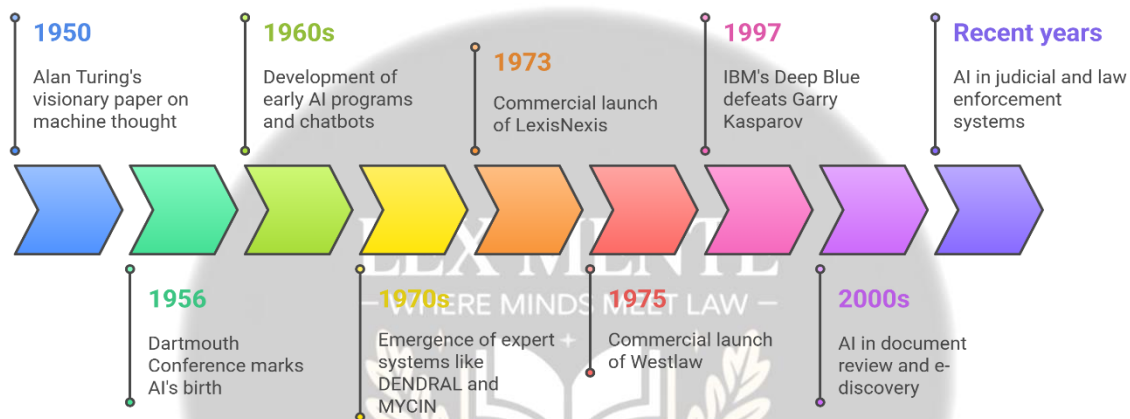 1950
Alan Turing's
visionary paper on
machine thought
1956
Dartmouth
Conference marks
AI's birth
1960s
Development of
early AI programs
and chatbots
1970s
Emergence of expert
systems like
DENDRAL and
MYCIN
1973
Commercial launch
of LexisNexis
1975
Commercial launch
of Westlaw
1997
IBM's Deep Blue
defeats Garry
Kasparov
2000s
AI in document
review and e-
discovery
Recent years
AI in judicial and law
enforcement
systems
LEX MENTE
– WHERE MINDS MEET LAW –